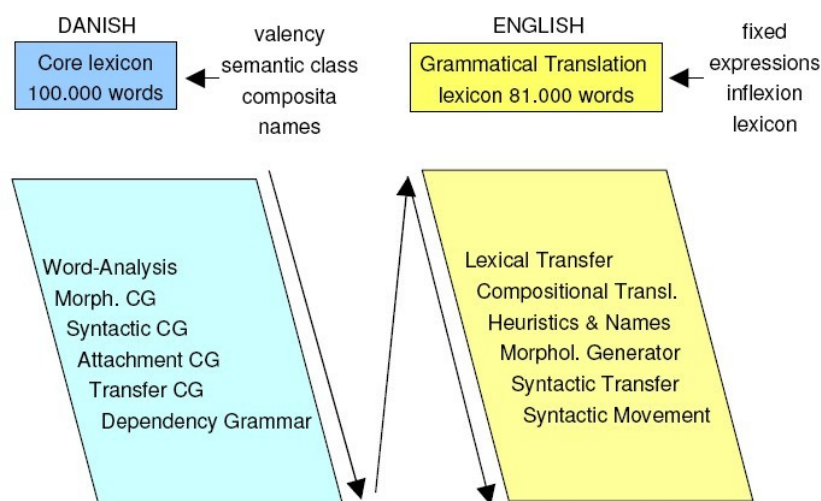 DANISH
Core lexicon
100.000 words
valency
semantic class
composita
names
ENGLISH
Grammatical Translation
lexicon 81.000 words
fixed
expressions
inflexion
lexicon
Word-Analysis
Morph. CG
Syntactic CG
Attachment CG
Transfer CG
Dependency Grammar
Lexical Transfer
Compositional Transl.
Heuristics & Names
Morphol. Generator
Syntactic Transfer
Syntactic Movement